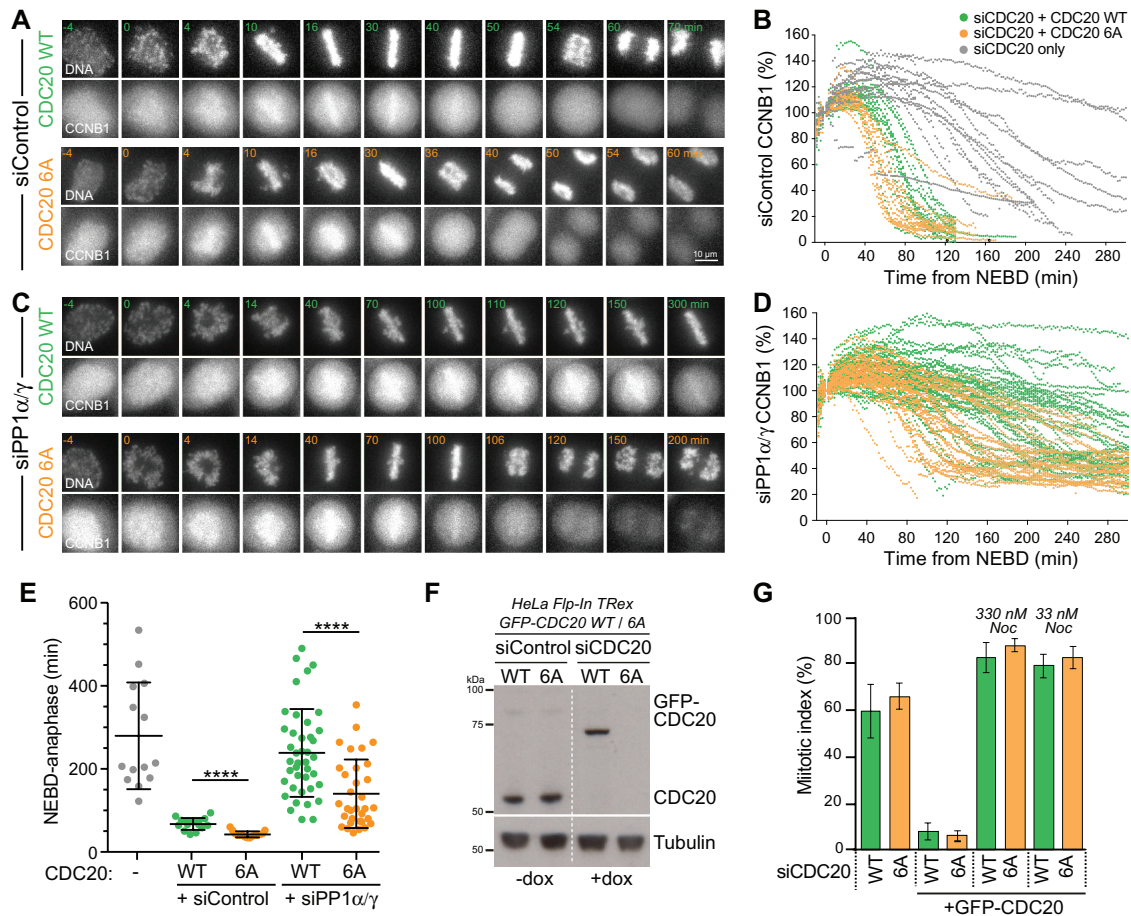 A
siControl
CDC20 WT
-4 0 4 10 16 30 40 50 54 60 70 min
DNA
CCNB1
CDC20 6A
-4 0 4 10 16 30 36 40 50 54 60 min
DNA
CCNB1
10 µm
B
siCDC20 + CDC20 WT
siCDC20 + CDC20 6A
siCDC20 only
siControl CCNB1 (%)
160
140
120
100
80
60
40
20
0
0 40 80 120 160 200 240 280
Time from NEBD (min)
C
siPP1α/γ
CDC20 WT
-4 0 4 14 40 70 100 110 120 150 300 min
DNA
CCNB1
CDC20 6A
-4 0 4 14 40 70 100 106 120 150 200 min
DNA
CCNB1
D
siPP1α/γ CCNB1 (%)
160
140
120
100
80
60
40
20
0
0 40 80 120 160 200 240 280
Time from NEBD (min)
E
NEBD-anaphase (min)
600
400
200
0
****
****
CDC20: - WT 6A WT 6A
+ siControl + siPP1α/γ
F
HeLa Flp-In TRex
GFP-CDC20 WT / 6A
siControl siCDC20
WT 6A WT 6A
kDa
100
75
50
50
GFP-
CDC20
CDC20
Tubulin
-dox +dox
G
Miitotic index (%)
100
80
60
40
20
0
330 nM
Noc
33 nM
Noc
siCDC20 WT 6A WT 6A WT 6A WT 6A
+GFP-CDC20